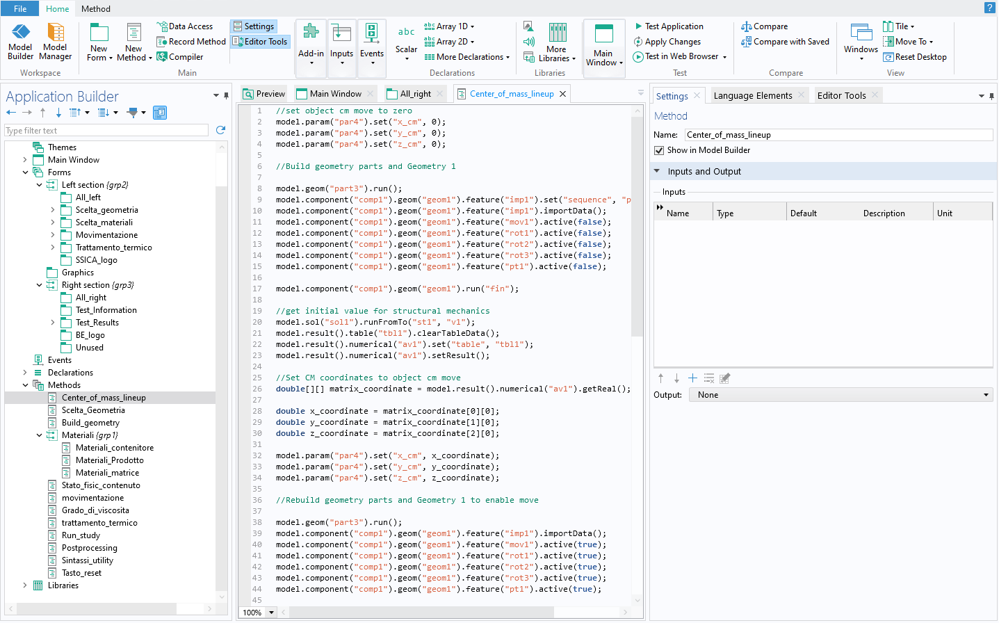 File Home Method ?
Model Builder
Model Manager
Workspace
New Form
New Method
Data Access
Record Method
Compiler
Main
Settings
Editor Tools
Add-in
Inputs
Events
abc
Scalar
abc Array 1D
abc Array 2D
abc More Declarations
Declarations
More Libraries
Libraries
Main Window
Test Application
Apply Changes
Test in Web Browser
Test
Compare
Compare with Saved
Compare
Windows
Tile
Move To
Reset Desktop
View
Application Builder
Type filter text
Themes
Main Window
Forms
Left section (grp2)
All_left
Scelta_geometria
Scelta_materiali
Movimentazione
Trattamento_termico
SSICA_logo
Graphics
Right section (grp3)
All_right
Test_Information
Test_Results
BE_logo
Unused
Events
Declarations
Methods
Center_of_mass_lineup
Scelta_Geometria
Build_geometry
Materiali (grp1)
Materiali_contenitore
Materiali_Prodotto
Materiali_matrice
Stato_fisic_contenuto
movimentazione
Grado_di_viscosita
trattamento_termico
Run_study
Postprocessing
Sintassi_utility
Tasto_reset
Libraries
Preview Main Window All_right Center_of_mass_lineup
1 //set object cm move to zero
2 model.param("par4").set("x_cm", 0);
3 model.param("par4").set("y_cm", 0);
4 model.param("par4").set("z_cm", 0);
5
6 //Build geometry parts and Geometry 1
7
8 model.geom("part3").run();
9 model.component("comp1").geom("geom1").feature("imp1").set("sequence", "p
10 model.component("comp1").geom("geom1").feature("imp1").importData();
11 model.component("comp1").geom("geom1").feature("mov1").active(false);
12 model.component("comp1").geom("geom1").feature("rot1").active(false);
13 model.component("comp1").geom("geom1").feature("rot2").active(false);
14 model.component("comp1").geom("geom1").feature("rot3").active(false);
15 model.component("comp1").geom("geom1").feature("pt1").active(false);
16
17 model.component("comp1").geom("geom1").run("fin");
18
19 //get initial value for structural mechanics
20 model.sol("sol1").runFromTo("st1", "v1");
21 model.result().table("tbl1").clearTableData();
22 model.result().numerical("av1").set("table", "tbl1");
23 model.result().numerical("av1").setResult();
24
25 //Set CM coordinates to object cm move
26 double[][] matrix_coordinate = model.result().numerical("av1").getReal();
27
28 double x_coordinate = matrix_coordinate[0][0];
29 double y_coordinate = matrix_coordinate[1][0];
30 double z_coordinate = matrix_coordinate[2][0];
31
32 model.param("par4").set("x_cm", x_coordinate);
33 model.param("par4").set("y_cm", y_coordinate);
34 model.param("par4").set("z_cm", z_coordinate);
35
36 //Rebuild geometry parts and Geometry 1 to enable move
37
38 model.geom("part3").run();
39 model.component("comp1").geom("geom1").feature("imp1").importData();
40 model.component("comp1").geom("geom1").feature("mov1").active(true);
41 model.component("comp1").geom("geom1").feature("rot1").active(true);
42 model.component("comp1").geom("geom1").feature("rot2").active(true);
43 model.component("comp1").geom("geom1").feature("rot3").active(true);
44 model.component("comp1").geom("geom1").feature("pt1").active(true);
45
100%
Settings Language Elements Editor Tools
Method
Name: Center_of_mass_lineup
Show in Model Builder
Inputs and Output
Inputs
Name Type Default Description Unit
Output: None